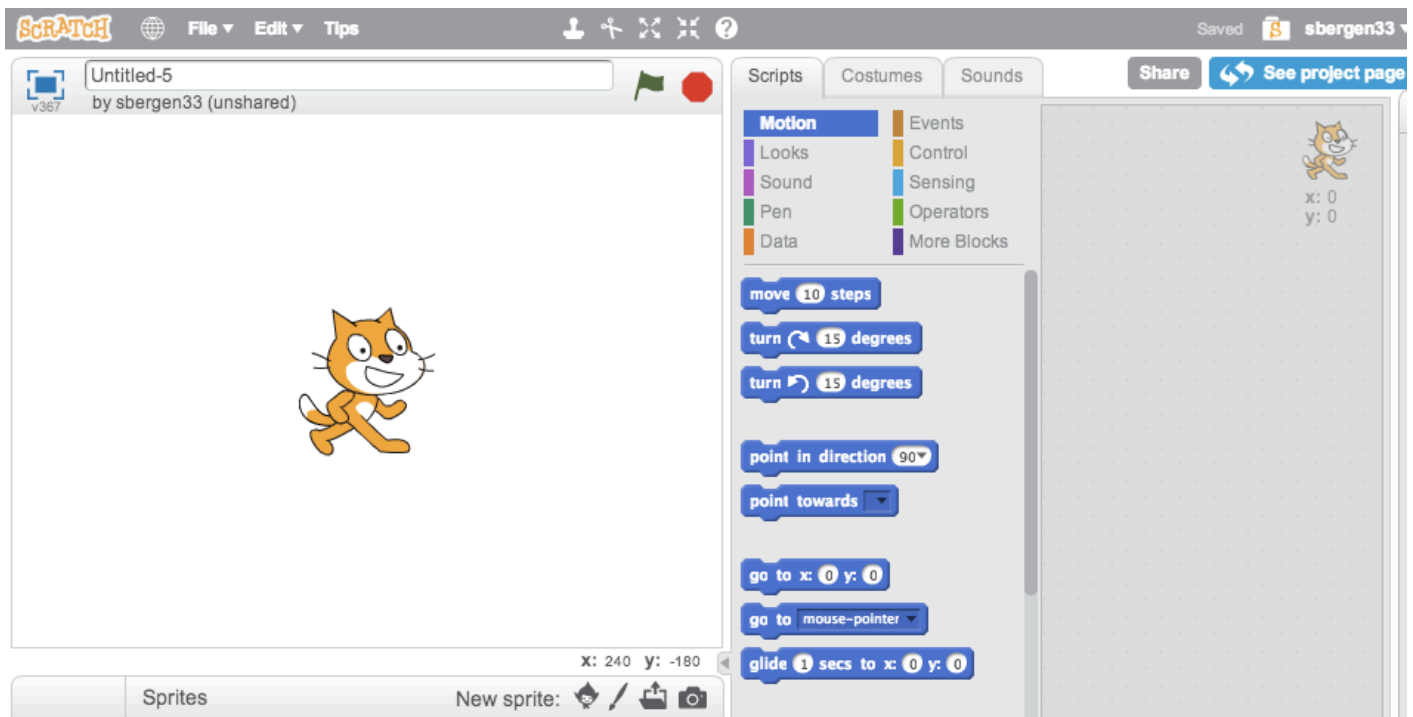 SCRATCH File Edit Tips Saved sbergen33
v367 Untitled-5
by sbergen33 (unshared)
Scripts Costumes Sounds Share See project page
Motion Events
Looks Control
Sound Sensing
Pen Operators
Data More Blocks
x: 0
y: 0
move 10 steps
turn 15 degrees
turn 15 degrees
point in direction 90
point towards
go to x: 0 y: 0
go to mouse-pointer
glide 1 secs to x: 0 y: 0
x: 240 y: -180
Sprites New sprite: